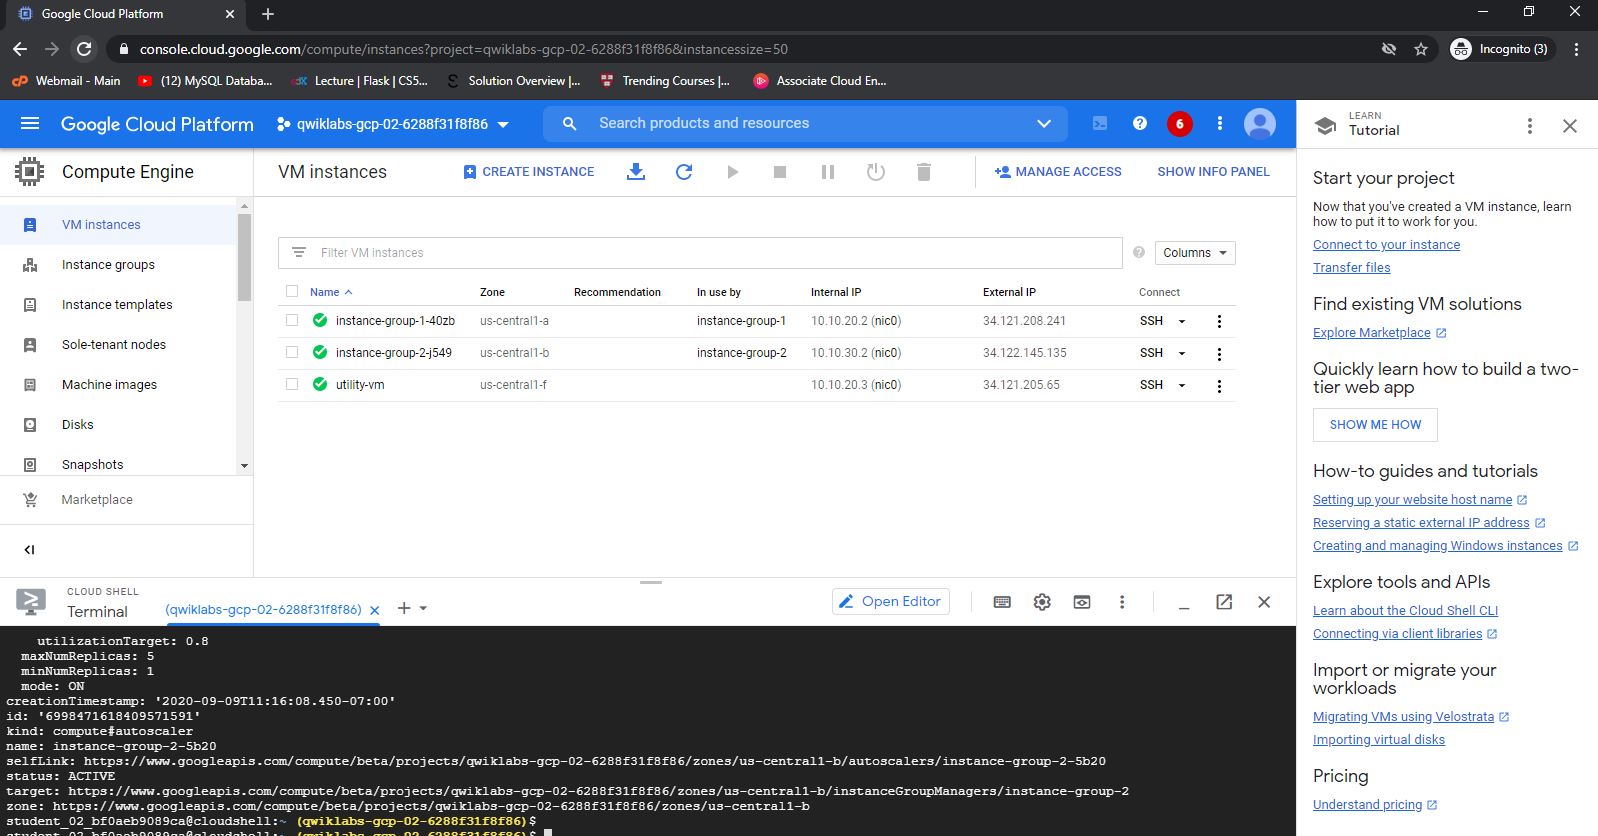 Google Cloud Platform
console.cloud.google.com/compute/instances?project=qwiklabs-gcp-02-6288f31f8f86&instancessize=50
Incognito (3)
Webmail - Main
(12) MySQL Databa...
Lecture | Flask | CS5...
Solution Overview |...
Trending Courses |...
Associate Cloud En...
Google Cloud Platform
qwiklabs-gcp-02-6288f31f8f86
Search products and resources
6
LEARN
Tutorial
Compute Engine
VM instances
Instance groups
Instance templates
Sole-tenant nodes
Machine images
Disks
Snapshots
Marketplace
VM instances
CREATE INSTANCE
MANAGE ACCESS
SHOW INFO PANEL
Filter VM instances
Columns
Name Zone Recommendation In use by Internal IP External IP Connect
instance-group-1-40zb us-central1-a instance-group-1 10.10.20.2 (nic0) 34.121.208.241 SSH
instance-group-2-j549 us-central1-b instance-group-2 10.10.30.2 (nic0) 34.122.145.135 SSH
utility-vm us-central1-f 10.10.20.3 (nic0) 34.121.205.65 SSH
Start your project
Now that you've created a VM instance, learn
how to put it to work for you.
Connect to your instance
Transfer files
Find existing VM solutions
Explore Marketplace
Quickly learn how to build a two-
tier web app
SHOW ME HOW
How-to guides and tutorials
Setting up your website host name
Reserving a static external IP address
Creating and managing Windows instances
Explore tools and APIs
Learn about the Cloud Shell CLI
Connecting via client libraries
Import or migrate your
workloads
Migrating VMs using Velostrata
Importing virtual disks
Pricing
Understand pricing
CLOUD SHELL
Terminal
(qwiklabs-gcp-02-6288f31f8f86)
Open Editor
utilizationTarget: 0.8
maxNumReplicas: 5
minNumReplicas: 1
mode: ON
creationTimestamp: '2020-09-09T11:16:08.450-07:00'
id: '6998471618409571591'
kind: compute#autoscaler
name: instance-group-2-5b20
selfLink: https://www.googleapis.com/compute/beta/projects/qwiklabs-gcp-02-6288f31f8f86/zones/us-central1-b/autoscalers/instance-group-2-5b20
status: ACTIVE
target: https://www.googleapis.com/compute/beta/projects/qwiklabs-gcp-02-6288f31f8f86/zones/us-central1-b/instanceGroupManagers/instance-group-2
zone: https://www.googleapis.com/compute/beta/projects/qwiklabs-gcp-02-6288f31f8f86/zones/us-central1-b
student_02_bf0aeb9089ca@cloudshell:~ (qwiklabs-gcp-02-6288f31f8f86)$
student_02_bf0aeb9089ca@cloudshell:~ (qwiklabs-gcp-02-6288f31f8f86)$